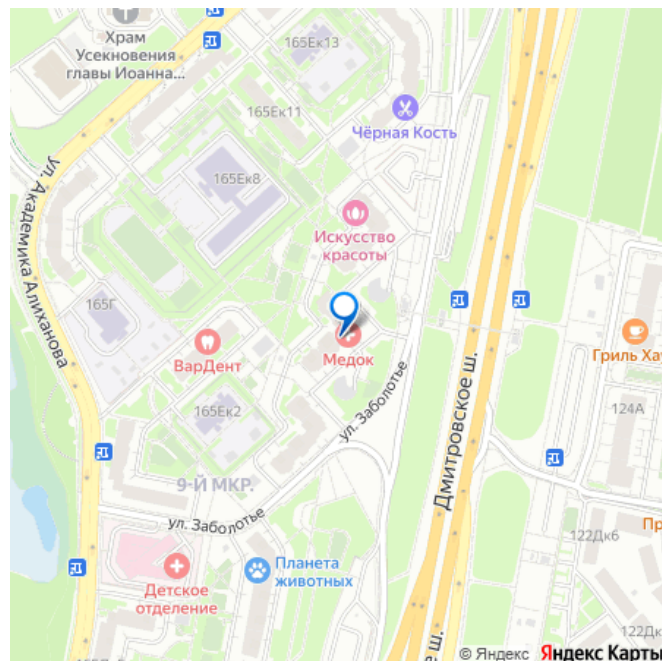 Храм
Усекновения
главы Иоанна...
165Ек13
165Ек11
Чёрная Кость
165Ек8
ул. Академика Алиханова
Искусство
красоты
165Г
ВарДент
Медок
Гриль Хау
Дмитровское ш.
165Ек2
ул. Заболотье
124А
9-Й МКР.
ул. Заболотье
122Дк6
Пр
Детское
отделение
Планета
животных
122Дк
е ш.
© Яндекс Яндекс Карты